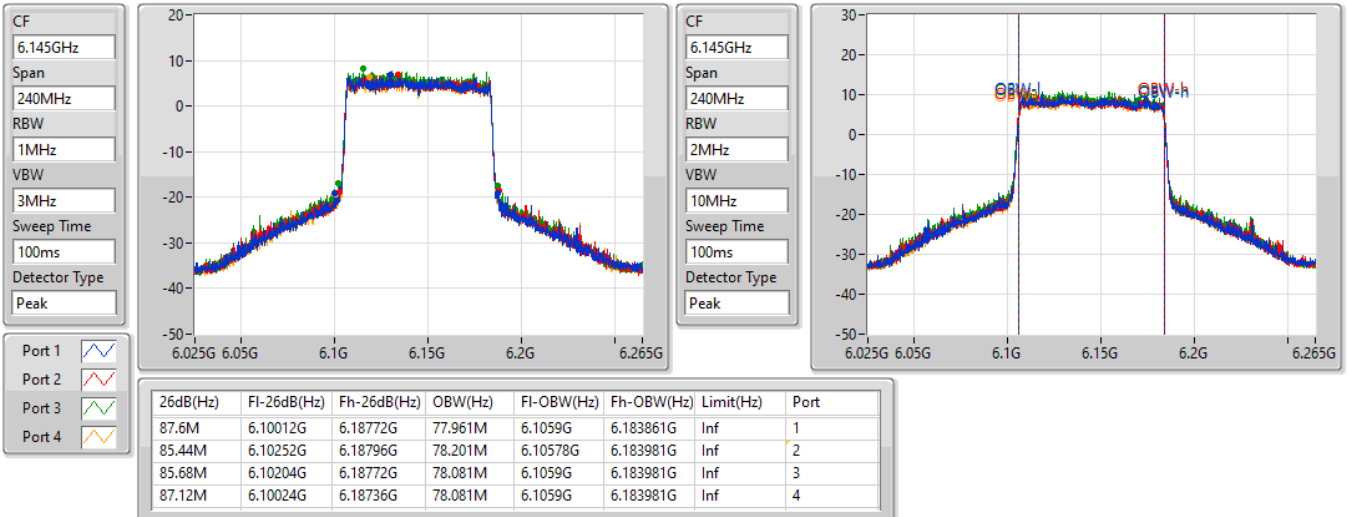 CF
6.145GHz
Span
240MHz
RBW
1MHz
VBW
3MHz
Sweep Time
100ms
Detector Type
Peak
20
10
0
-10
-20
-30
-40
-50
6.025G 6.05G 6.1G 6.15G 6.2G 6.265G
CF
6.145GHz
Span
240MHz
RBW
2MHz
VBW
10MHz
Sweep Time
100ms
Detector Type
Peak
30
20
10
0
-10
-20
-30
-40
-50
OBW-l OBW-h
6.025G 6.05G 6.1G 6.15G 6.2G 6.265G
Port 1
Port 2
Port 3
Port 4
26dB(Hz) Fl-26dB(Hz) Fh-26dB(Hz) OBW(Hz) Fl-OBW(Hz) Fh-OBW(Hz) Limit(Hz) Port
87.6M 6.10012G 6.18772G 77.961M 6.1059G 6.183861G Inf 1
85.44M 6.10252G 6.18796G 78.201M 6.10578G 6.183981G Inf 2
85.68M 6.10204G 6.18772G 78.081M 6.1059G 6.183981G Inf 3
87.12M 6.10024G 6.18736G 78.081M 6.1059G 6.183981G Inf 4